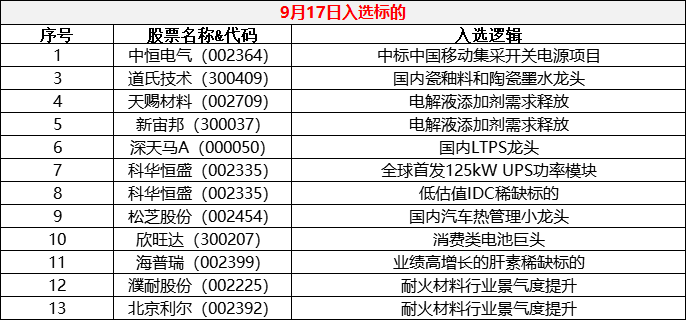 9月17日入选标的
序号 股票名称&代码 入选逻辑
1 中恒电气（002364） 中标中国移动集采开关电源项目
3 道氏技术（300409） 国内瓷釉料和陶瓷墨水龙头
4 天赐材料（002709） 电解液添加剂需求释放
5 新宙邦（300037） 电解液添加剂需求释放
6 深天马A（000050） 国内LTPS龙头
7 科华恒盛（002335） 全球首发125kW UPS功率模块
8 科华恒盛（002335） 低估值IDC稀缺标的
9 松芝股份（002454） 国内汽车热管理小龙头
10 欣旺达（300207） 消费类电池巨头
11 海普瑞（002399） 业绩高增长的肝素稀缺标的
12 濮耐股份（002225） 耐火材料行业景气度提升
13 北京利尔（002392） 耐火材料行业景气度提升